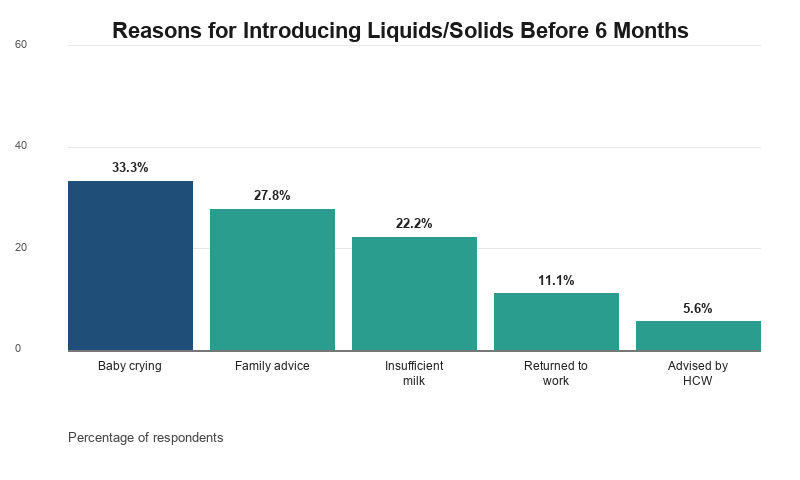 Reasons for Introducing Liquids/Solids Before 6 Months
60
40
20
0
33.3%
27.8%
22.2%
11.1%
5.6%
Baby crying
Family advice
Insufficient
milk
Returned to
work
Advised by
HCW
Percentage of respondents